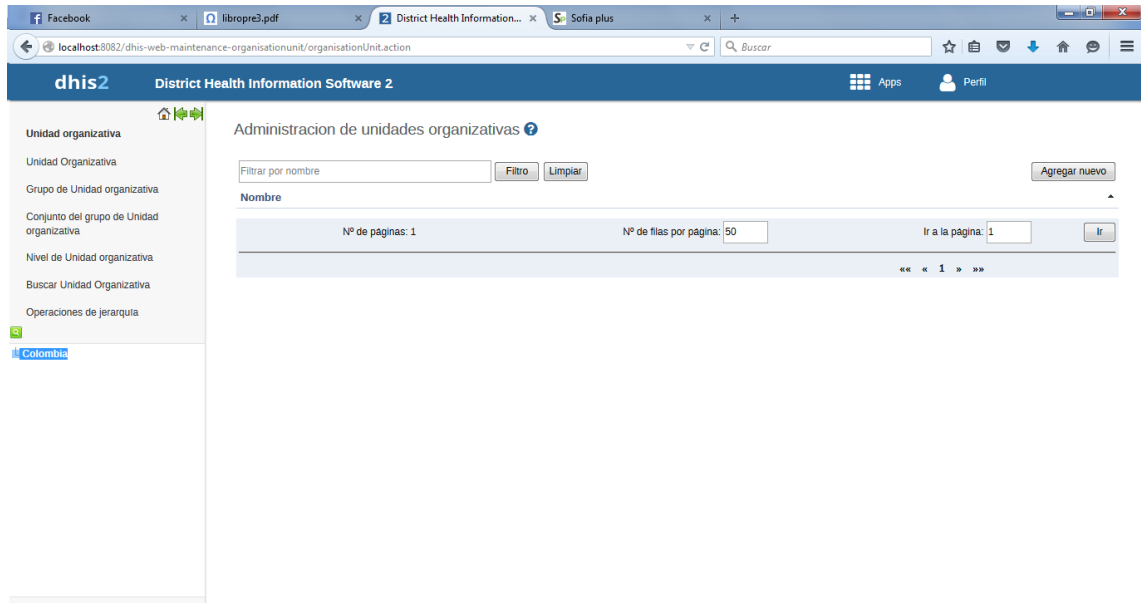 Facebook
libropre3.pdf
District Health Information...
Sofia plus
localhost:8082/dhis-web-maintenance-organisationunit/organisationUnit.action
Buscar
dhis2
District Health Information Software 2
Apps
Perfil
Unidad organizativa
Unidad Organizativa
Grupo de Unidad organizativa
Conjunto del grupo de Unidad
organizativa
Nivel de Unidad organizativa
Buscar Unidad Organizativa
Operaciones de jerarquía
Colombia
Administracion de unidades organizativas
Filtrar por nombre
Filtro
Limpiar
Agregar nuevo
Nombre
Nº de páginas: 1
Nº de filas por página: 50
Ir a la página: 1
Ir
«« « 1 » »»